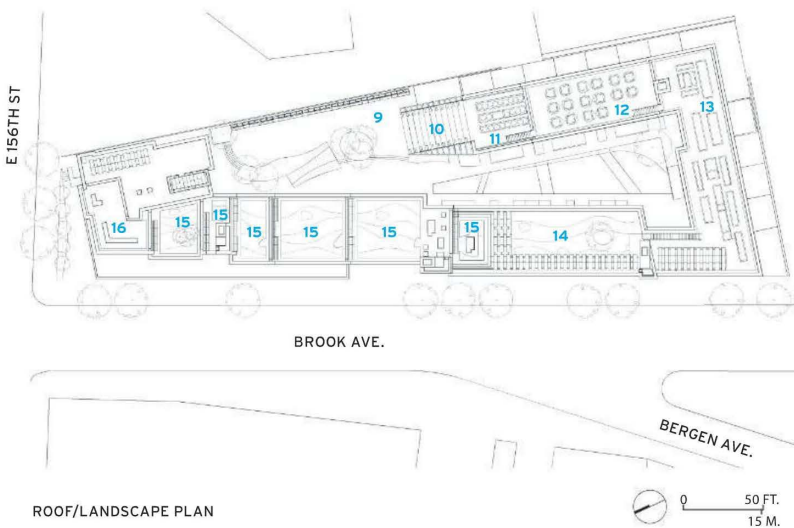 E 156TH ST
9
10
11
12
13
16
15
15
15
15
15
15
14
BROOK AVE.
BERGEN AVE.
ROOF/LANDSCAPE PLAN
0 50 FT.
15 M.